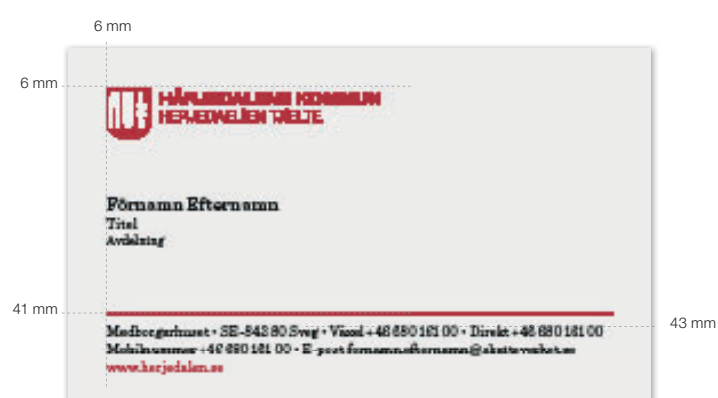 6 mm
6 mm
HÄRJEDALENS KOMMUN
HERJEDAELIEN TJÏELTE
Förnamn Efternamn
Titel
Avdelning
41 mm
43 mm
Medborgarhuset • SE-842 80 Sveg • Växel +46 680 161 00 • Direkt +46 680 161 00
Mobilnummer +46 680 161 00 • E-post fornamn.efternamn@
www.herjedalen.se